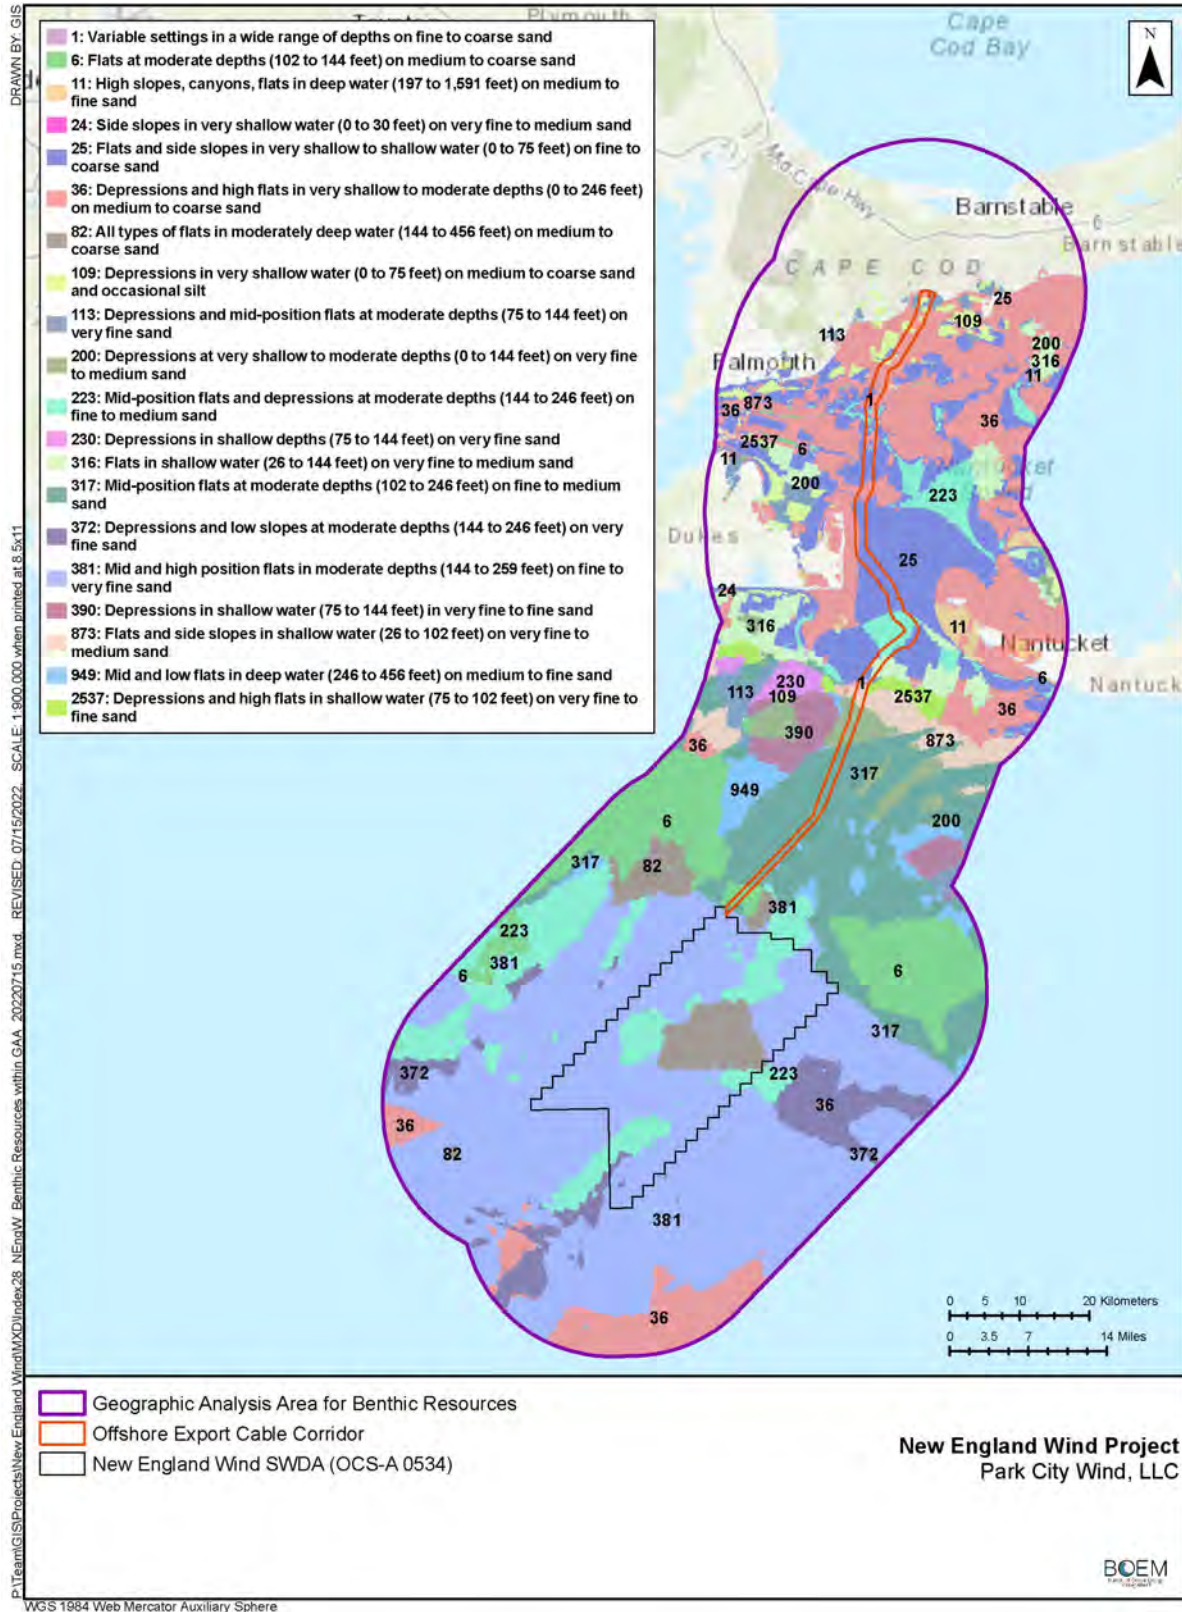 DRAWN BY: GIS
P:\Team\GIS\Projects\New England Wind\MXD\Index28_NEngW_Benthic Resources within GAA_20220715.mxd, REVISED: 07/15/2022, SCALE: 1:900,000 when printed at 8.5x11
1: Variable settings in a wide range of depths on fine to coarse sand
6: Flats at moderate depths (102 to 144 feet) on medium to coarse sand
11: High slopes, canyons, flats in deep water (197 to 1,591 feet) on medium to
fine sand
24: Side slopes in very shallow water (0 to 30 feet) on very fine to medium sand
25: Flats and side slopes in very shallow to shallow water (0 to 75 feet) on fine to
coarse sand
36: Depressions and high flats in very shallow to moderate depths (0 to 246 feet)
on medium to coarse sand
82: All types of flats in moderately deep water (144 to 456 feet) on medium to
coarse sand
109: Depressions in very shallow water (0 to 75 feet) on medium to coarse sand
and occasional silt
113: Depressions and mid-position flats at moderate depths (75 to 144 feet) on
very fine sand
200: Depressions at very shallow to moderate depths (0 to 144 feet) on very fine
to medium sand
223: Mid-position flats and depressions at moderate depths (144 to 246 feet) on
fine to medium sand
230: Depressions in shallow depths (75 to 144 feet) on very fine sand
316: Flats in shallow water (26 to 144 feet) on very fine to medium sand
317: Mid-position flats at moderate depths (102 to 246 feet) on fine to medium
sand
372: Depressions and low slopes at moderate depths (144 to 246 feet) on very
fine sand
381: Mid and high position flats in moderate depths (144 to 259 feet) on fine to
very fine sand
390: Depressions in shallow water (75 to 144 feet) in very fine to fine sand
873: Flats and side slopes in shallow water (26 to 102 feet) on very fine to
medium sand
949: Mid and low flats in deep water (246 to 456 feet) on medium to fine sand
2537: Depressions and high flats in shallow water (75 to 102 feet) on very fine to
fine sand
Plymouth
Cape
Cod Bay
N
Mid-Cape Hwy
Barnstable
6
Barnstable
CAPE COD
25
109
113
200
Falmouth
316
11
1
36
873
36
2537
6
11
200
223
Dukes
25
24
316
11
Nantucket
230
1
6
Nantuck
113
109
2537
36
390
36
873
317
949
6
200
317
82
381
223
381
6
6
317
372
223
36
36
82
372
381
36
0 5 10 20 Kilometers
0 3.5 7 14 Miles
Geographic Analysis Area for Benthic Resources
Offshore Export Cable Corridor
New England Wind SWDA (OCS-A 0534)
New England Wind Project
Park City Wind, LLC
BOEM
WGS 1984 Web Mercator Auxiliary Sphere